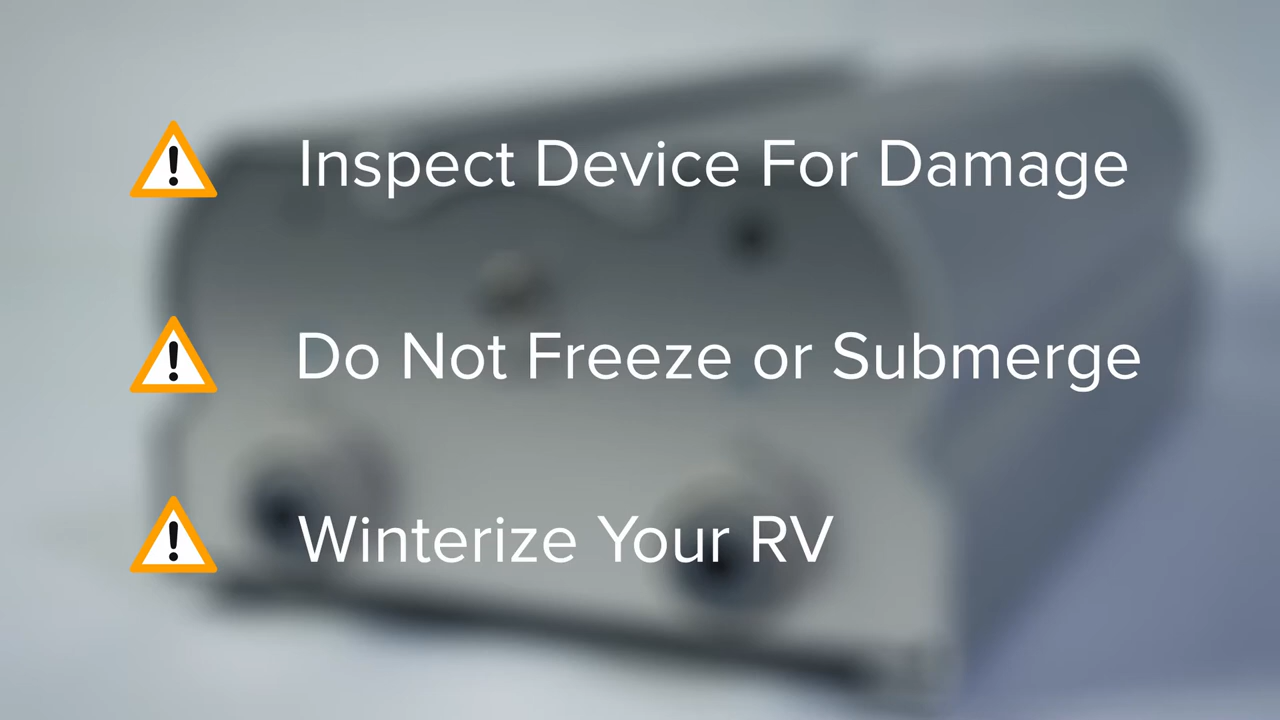 Inspect Device For Damage
Do Not Freeze or Submerge
Winterize Your RV